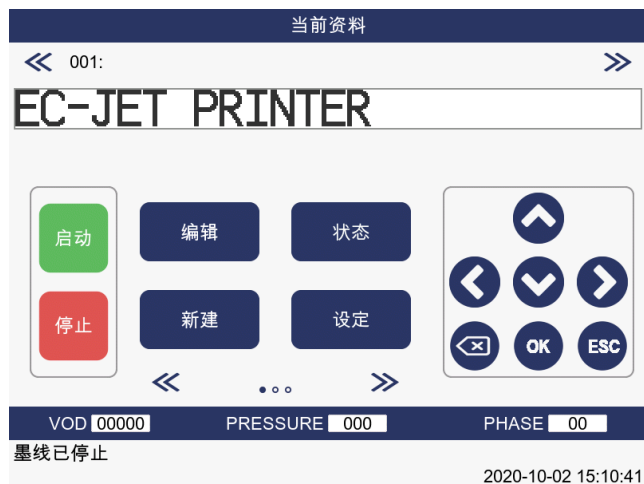 当前资料
001:
EC-JET PRINTER
启动
编辑
状态
停止
新建
设定
OK
ESC
VOD 00000 PRESSURE 000 PHASE 00
墨线已停止
2020-10-02 15:10:41